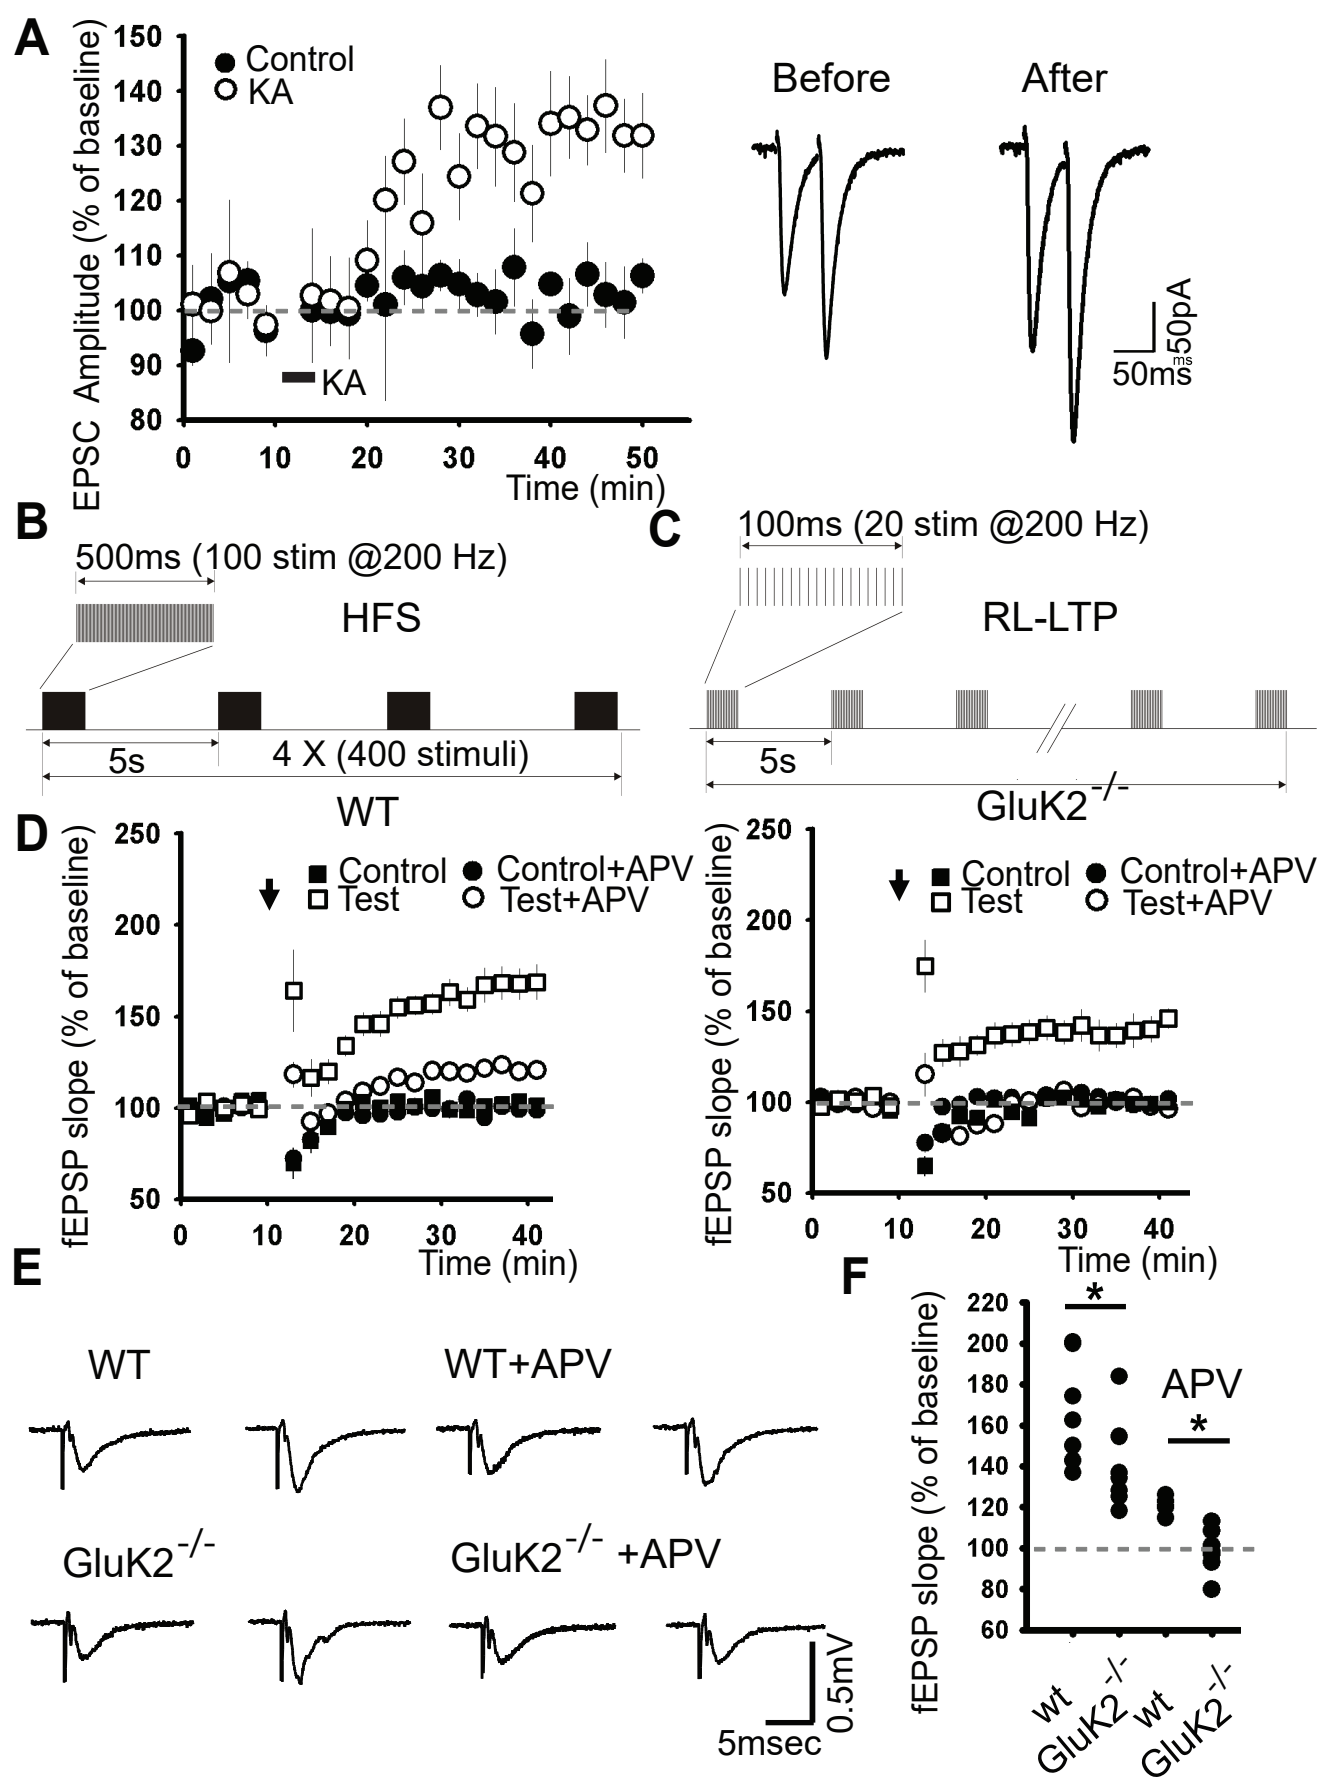 A
EPSC Amplitude (% of baseline)
150
140
130
120
110
100
90
80
Control
KA
KA
0 10 20 30 40 50
Time (min)
Before
After
50pA
ms
50ms
B
500ms (100 stim @200 Hz)
HFS
5s
4 X (400 stimuli)
C
100ms (20 stim @200 Hz)
RL-LTP
5s
D
WT
fEPSP slope (% of baseline)
250
200
150
100
50
Control
Control+APV
Test
Test+APV
0 10 20 30 40
Time (min)
GluK2-/-
fEPSP slope (% of baseline)
250
200
150
100
50
Control
Control+APV
Test
Test+APV
0 10 20 30 40
Time (min)
E
WT
WT+APV
GluK2-/-
GluK2-/- +APV
0.5mV
5msec
F
fEPSP slope (% of baseline)
220
200
180
160
140
120
100
80
60
*
APV
*
wt
GluK2-/-
wt
GluK2-/-